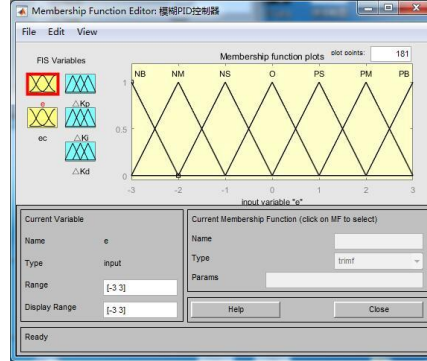 Membership Function Editor: 模糊PID控制器
File Edit View
FIS Variables
e
ec
△Kp
△Ki
△Kd
Membership function plots
plot points: 181
NB NM NS O PS PM PB
1
0.5
0
-3 -2 -1 0 1 2 3
input variable "e"
Current Variable
Name e
Type input
Range [-3 3]
Display Range [-3 3]
Current Membership Function (click on MF to select)
Name
Type trimf
Params
Help Close
Ready